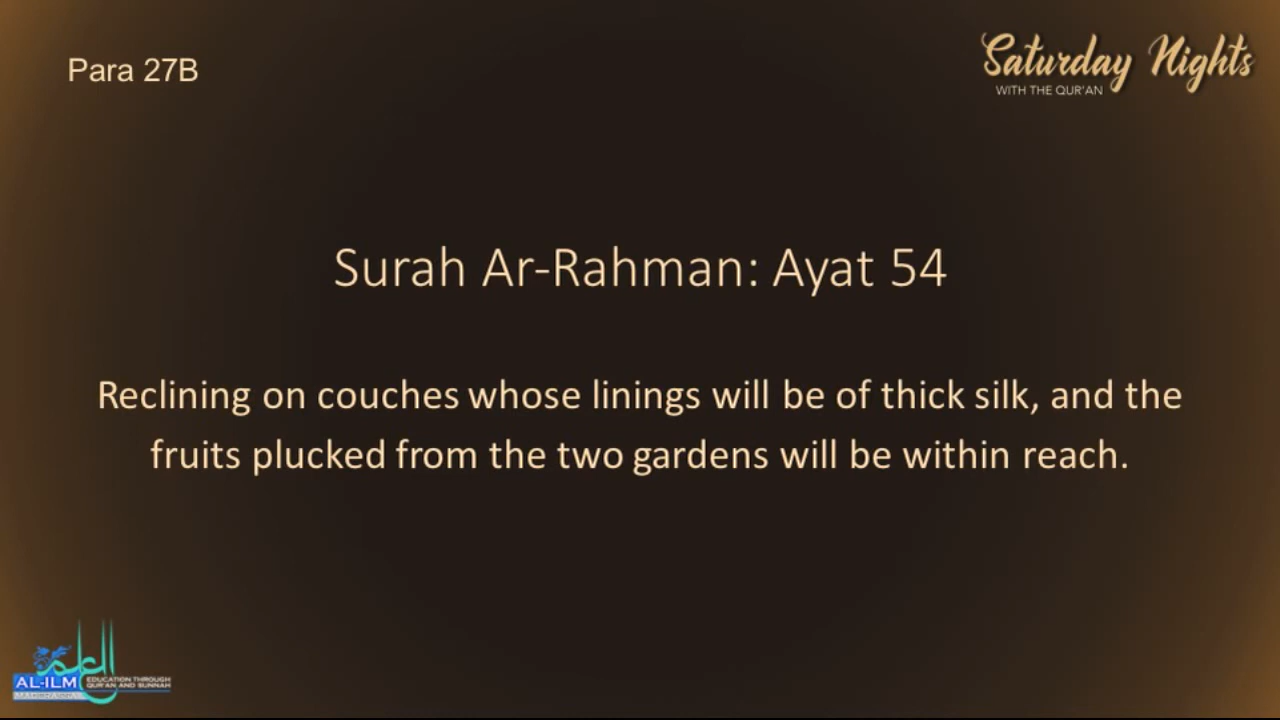 Para 27B
Saturday Nights
WITH THE QUR'AN
Surah Ar-Rahman: Ayat 54
Reclining on couches whose linings will be of thick silk, and the
fruits plucked from the two gardens will be within reach.
العلم
AL-ILM
EDUCATION THROUGH
QUR'AN AND SUNNAH